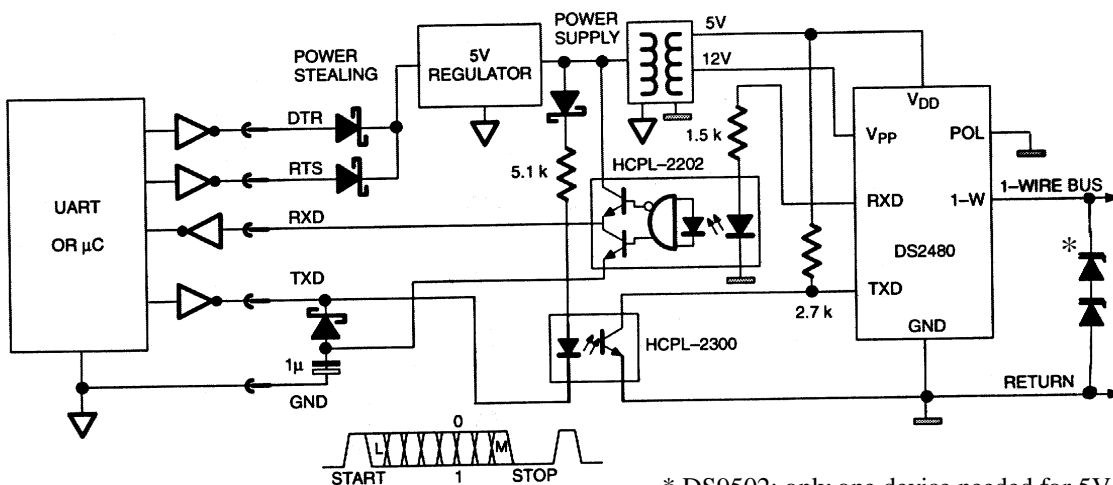 POWER
STEALING
5V
REGULATOR
POWER
SUPPLY
5V
12V
DTR
RTS
RXD
TXD
GND
UART
OR µC
1µ
5.1 k
1.5 k
HCPL–2202
HCPL–2300
2.7 k
VDD
VPP
POL
RXD
1–W
DS2480
TXD
GND
1–WIRE BUS
*
RETURN
0
L
M
START
1
STOP
* DS9502; only one device needed for 5V